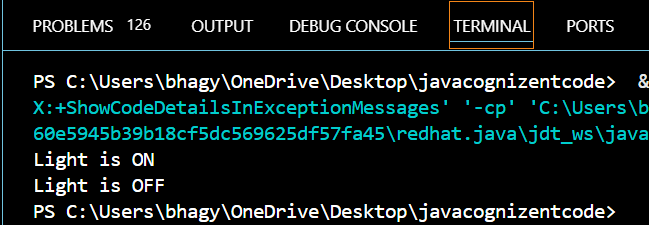 PROBLEMS 126 OUTPUT DEBUG CONSOLE TERMINAL PORTS
PS C:\Users\bhagy\OneDrive\Desktop\javacognizentcode> &
X:+ShowCodeDetailsInExceptionMessages' '-cp' 'C:\Users\b
60e5945b39b18cf5dc569625df57fa45\redhat.java\jdt_ws\java
Light is ON
Light is OFF
PS C:\Users\bhagy\OneDrive\Desktop\javacognizentcode>